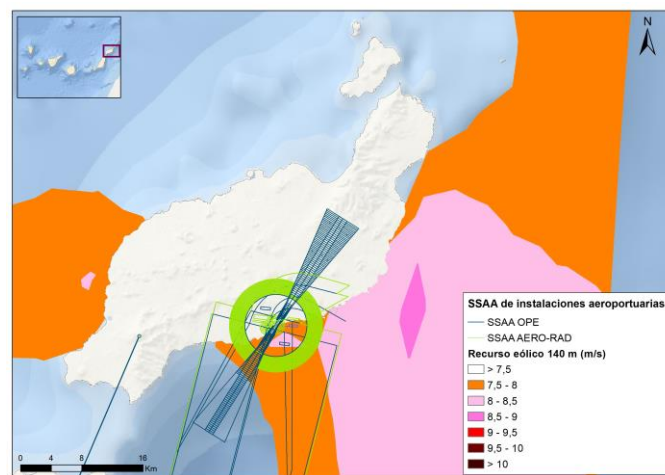 N
SSAA de instalaciones aeroportuarias
SSAA OPE
SSAA AERO-RAD
Recurso eólico 140 m (m/s)
> 7,5
7,5 - 8
8 - 8,5
8,5 - 9
9 - 9,5
9,5 - 10
> 10
0 4 8 16
Km